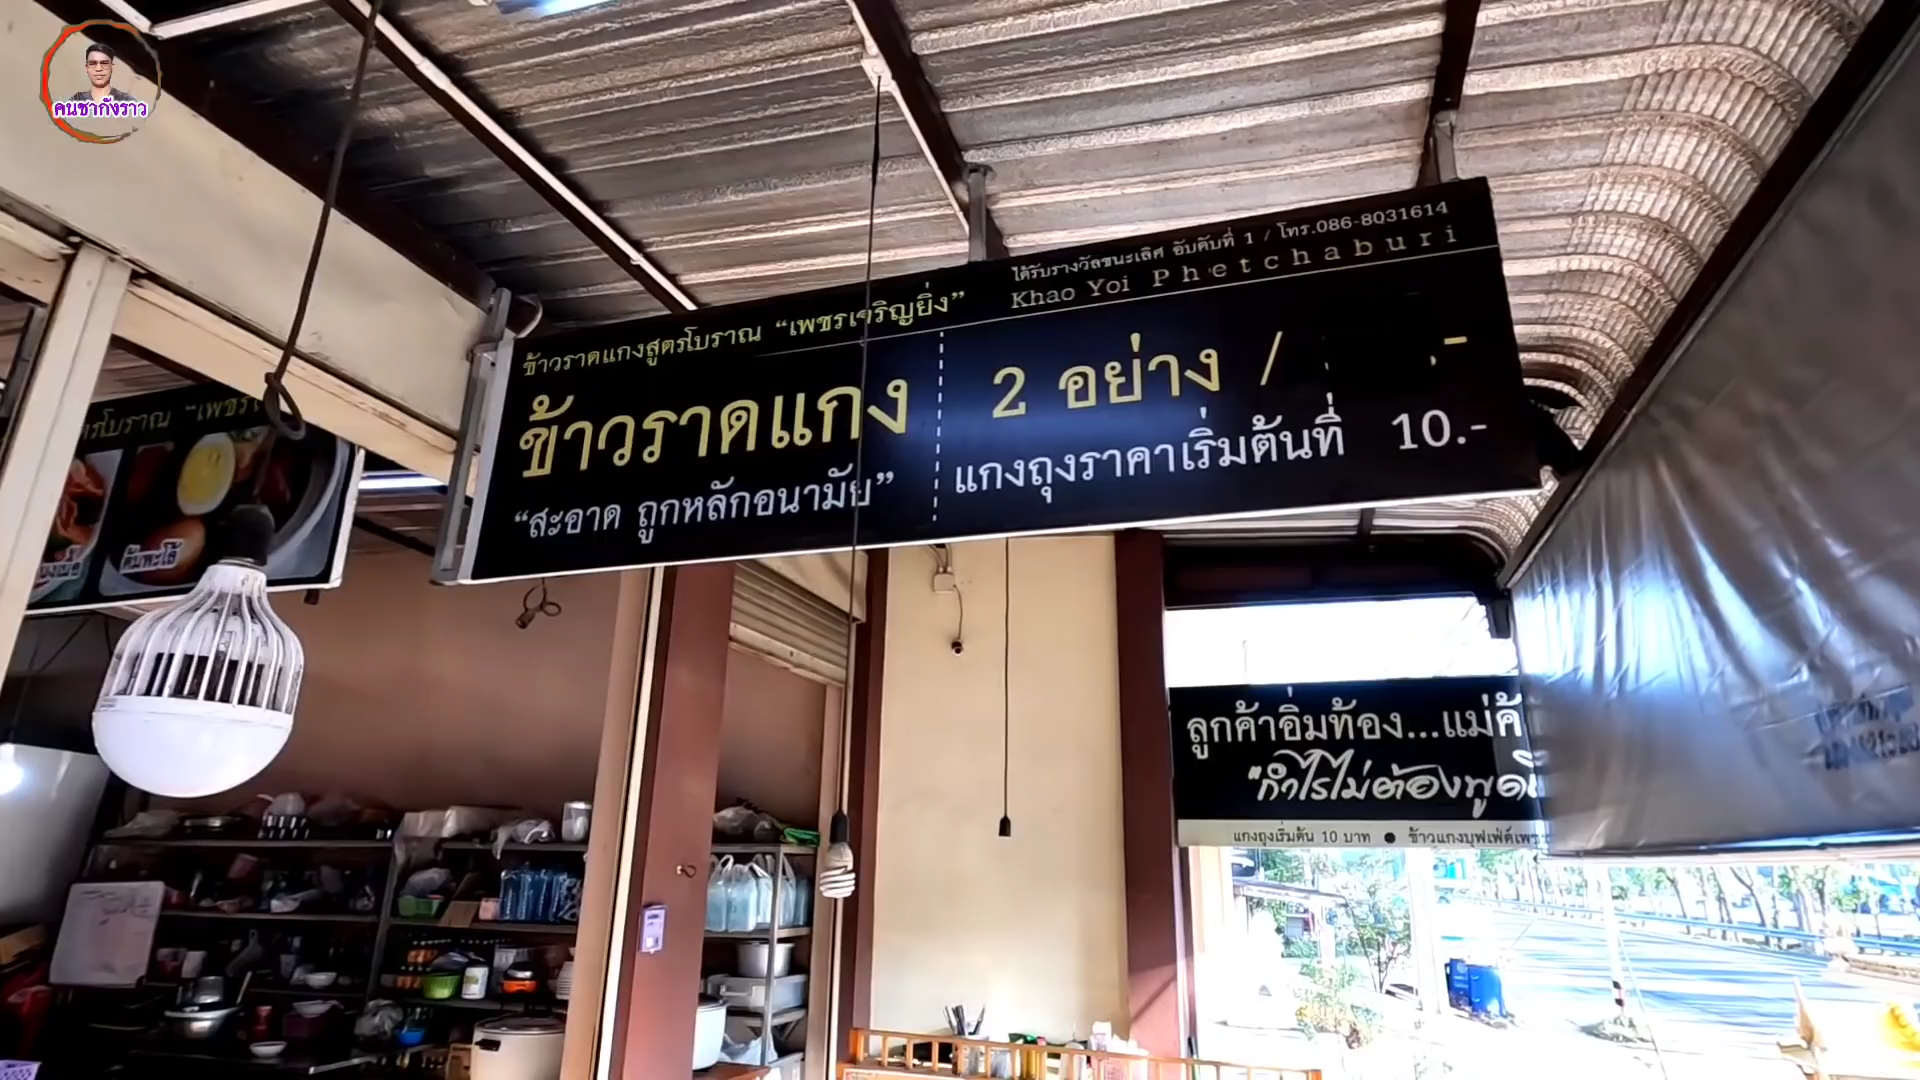 คนชากังราว
ข้าวราดแกงสูตรโบราณ “เพชรเจริญยิ่ง”
ได้รับรางวัลชนะเลิศ อันดับที่ 1 / โทร.086-8031614
Khao Yoi Phetchaburi
ข้าวราดแกง
2 อย่าง / .-
“สะอาด ถูกหลักอนามัย”
แกงถุงราคาเริ่มต้นที่ 10.-
ต้มพะโล้
ลูกค้าอิ่มท้อง...แม่ค้
“กำไรไม่ต้องพูดถึ
แกงถุงเริ่มต้น 10 บาท ● ข้าวแกงบุฟเฟ่ต์เพชร